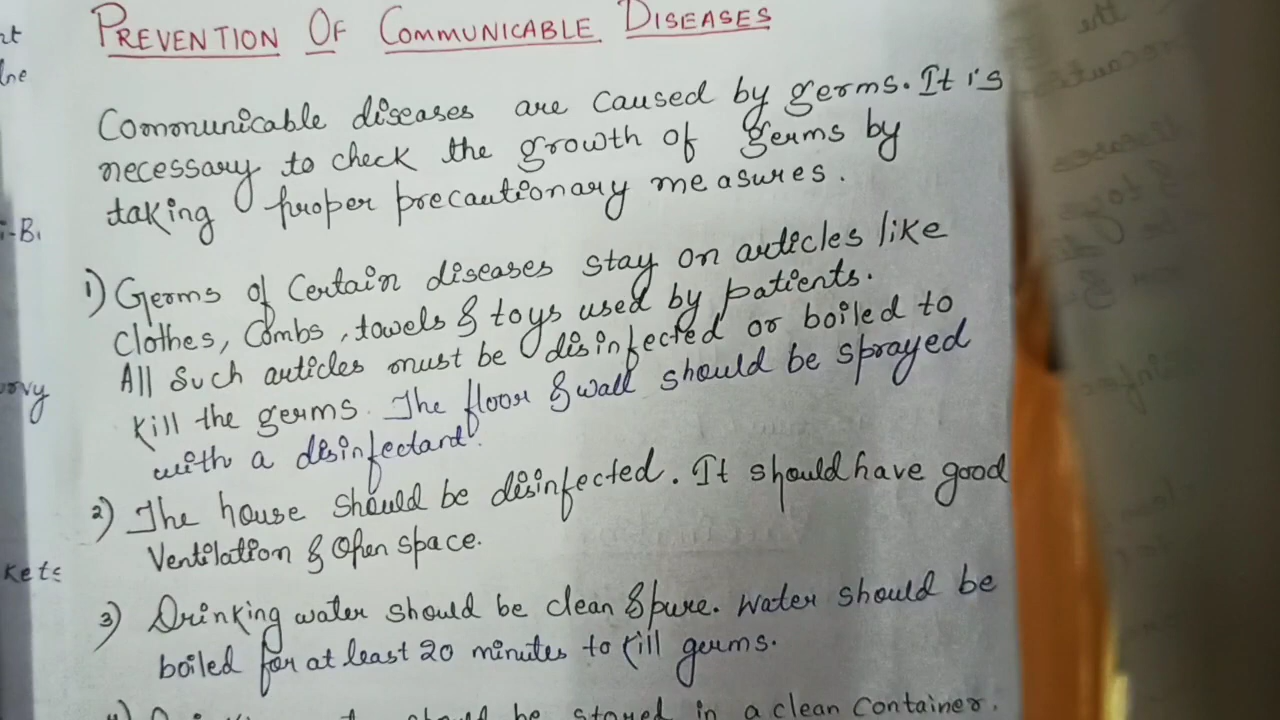 PREVENTION OF COMMUNICABLE DISEASES
Communicable diseases are caused by germs. It is
necessary to check the growth of germs by
taking proper precautionary measures.
1) Germs of Certain diseases stay on articles like
Clothes, Combs, towels & toys used by patients.
All Such articles must be disinfected or boiled to
Kill the germs. The floor & wall should be sprayed
with a disinfectant.
2) The house should be disinfected. It should have good
Ventilation & Open space.
3) Drinking water should be clean & pure. Water should be
boiled for at least 20 minutes to kill germs.
should be stored in a clean container.
kets